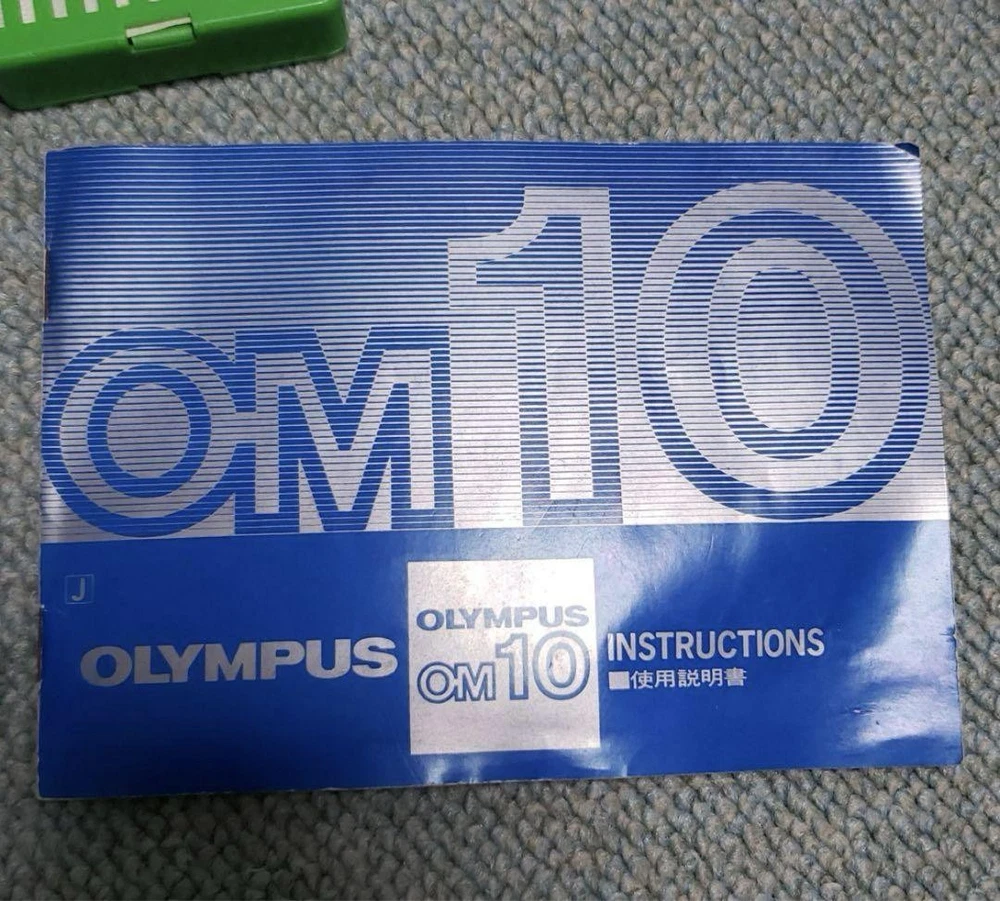 OM10
J
OLYMPUS
OLYMPUS
OM10
INSTRUCTIONS
■使用説明書